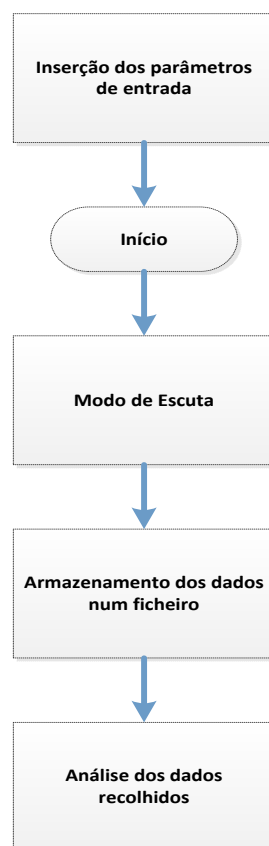 Inserção dos parâmetros
de entrada
Início
Modo de Escuta
Armazenamento dos dados
num ficheiro
Análise dos dados
recolhidos